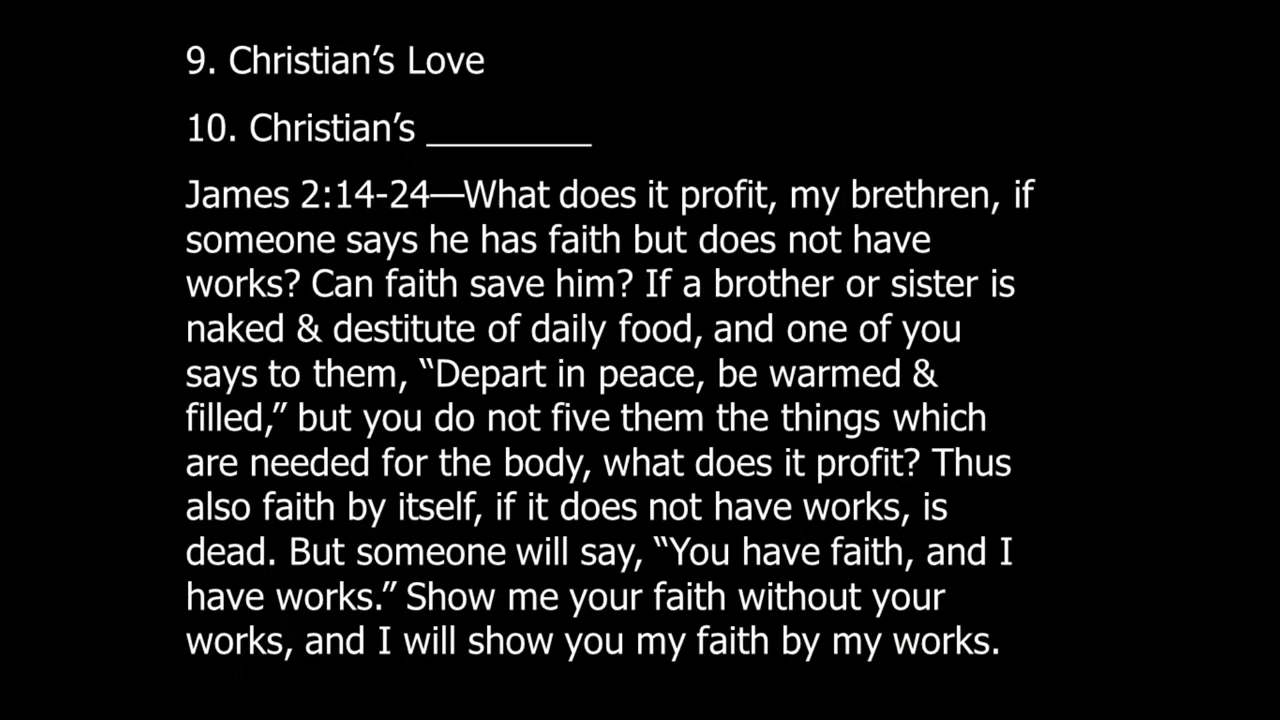 9. Christian’s Love
10. Christian’s _________
James 2:14-24—What does it profit, my brethren, if
someone says he has faith but does not have
works? Can faith save him? If a brother or sister is
naked & destitute of daily food, and one of you
says to them, “Depart in peace, be warmed &
filled,” but you do not five them the things which
are needed for the body, what does it profit? Thus
also faith by itself, if it does not have works, is
dead. But someone will say, “You have faith, and I
have works.” Show me your faith without your
works, and I will show you my faith by my works.